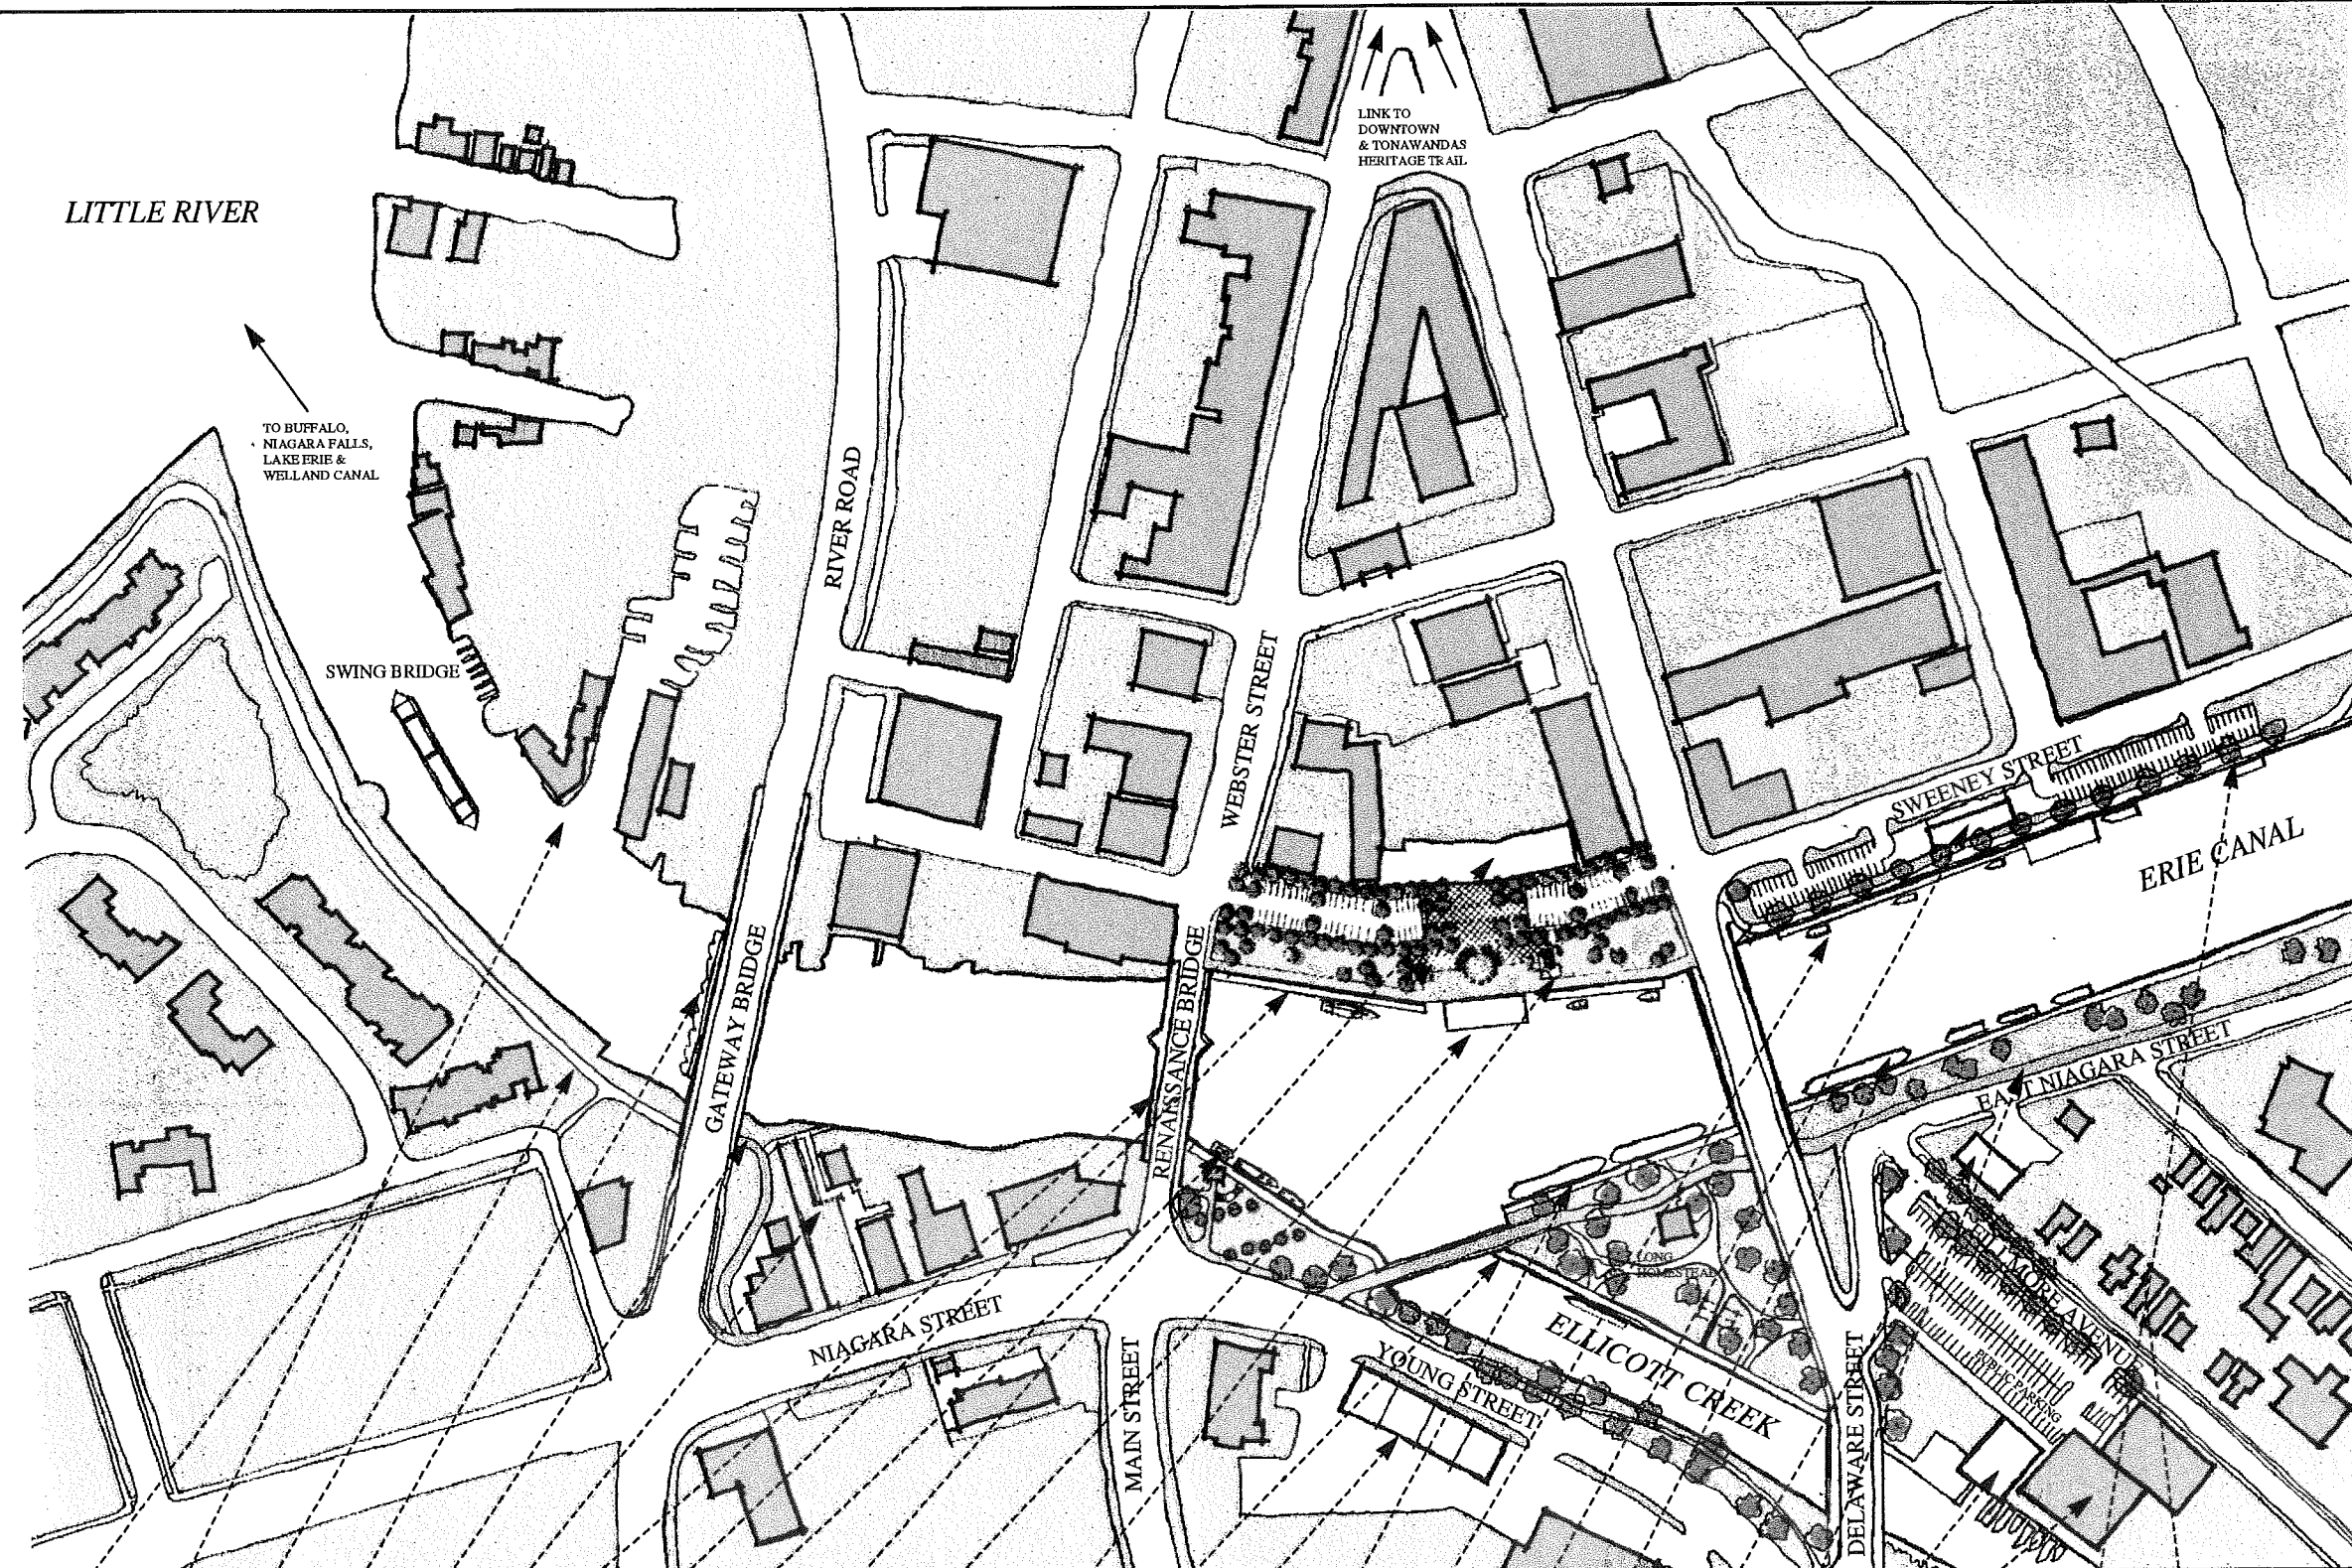 LINK TO
DOWNTOWN
& TONAWANDAS
HERITAGE TRAIL
LITTLE RIVER
TO BUFFALO,
NIAGARA FALLS,
LAKE ERIE &
WELLAND CANAL
RIVER ROAD
SWING BRIDGE
WEBSTER STREET
SWEENEY STREET
ERIE CANAL
GATEWAY BRIDGE
RENAISSANCE BRIDGE
EAST NIAGARA STREET
LONG
HOMESTEAD
NIAGARA STREET
ELLICOTT CREEK
YOUNG STREET
MAIN STREET
DELAWARE STREET
PUBLIC PARKING
AVENUE